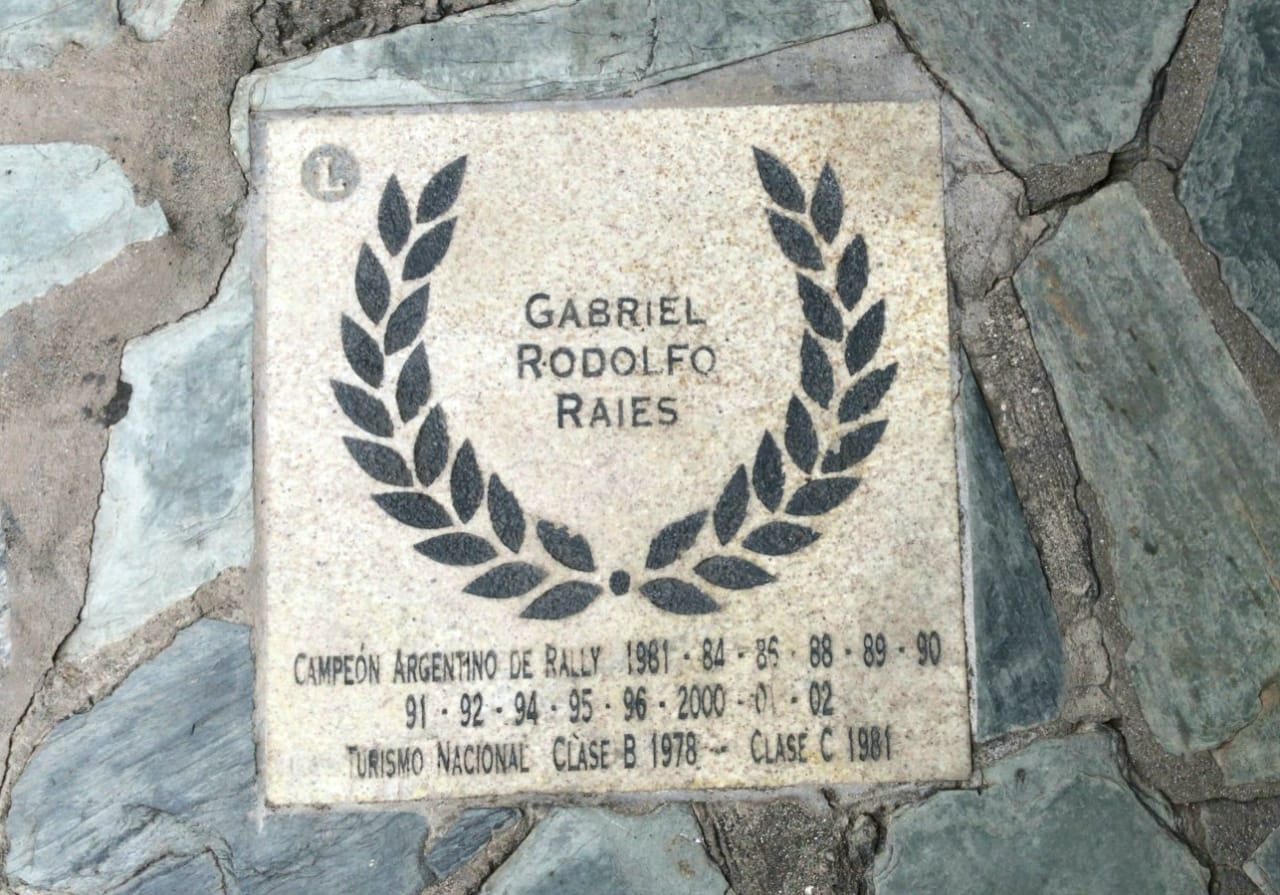 L
GABRIEL
RODOLFO
RAIES
CAMPEÓN ARGENTINO DE RALLY 1981 - 84 - 86 - 88 - 89 - 90
91 - 92 - 94 - 95 - 96 - 2000 - 01 - 02
TURISMO NACIONAL CLASE B 1978 - CLASE C 1981